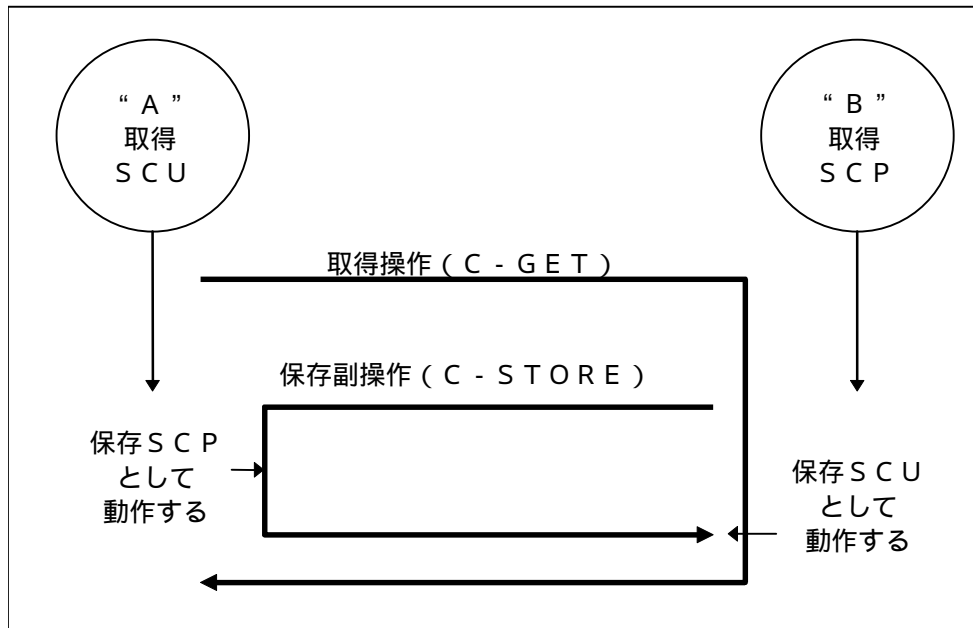 “Ａ”
取得
ＳＣＵ
“Ｂ”
取得
ＳＣＰ
取得操作（Ｃ‐ＧＥＴ）
保存副操作（Ｃ‐ＳＴＯＲＥ）
保存ＳＣＰ
として
動作する
保存ＳＣＵ
として
動作する